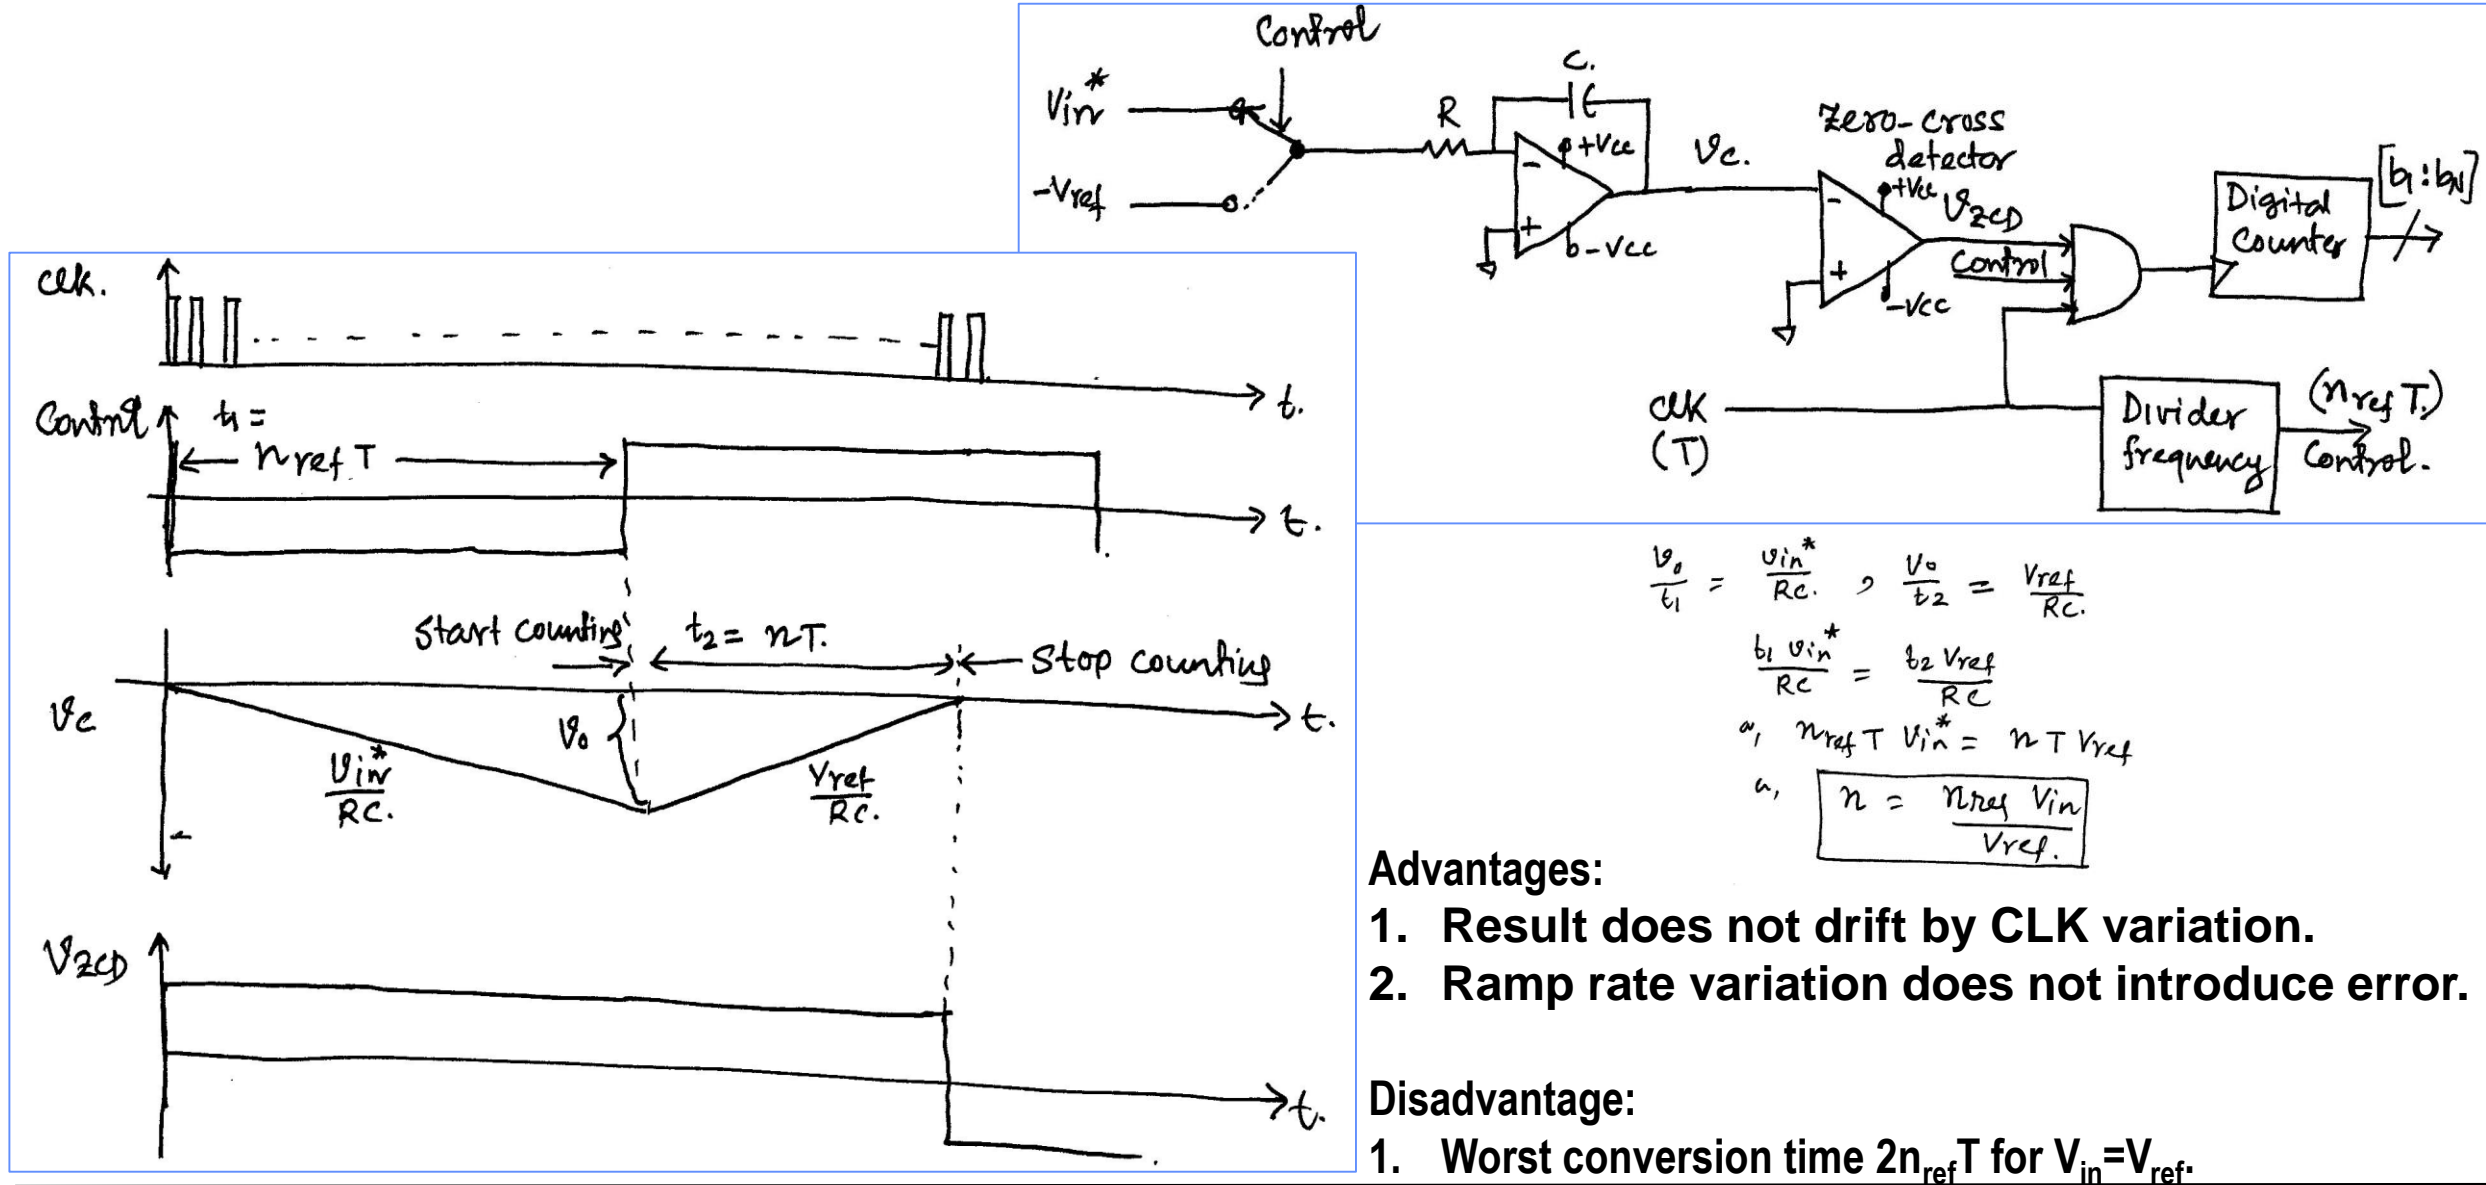 Control
Vin*
-Vref
R
C.
+Vcc
-Vcc
Vc.
Zero-cross
detector
+Vcc
VZCD
Control
-Vcc
Digital
Counter
[b1:bN]
CLK
(T)
Divider
frequency
(nref T.)
Control.
clk.
t.
Control
t1 =
nref T
t.
Start counting
t2 = nT.
Stop counting
Vc
V0
t.
Vin*/RC.
Vref/RC.
-
VZCD
t.
V0/t1 = Vin*/RC. , V0/t2 = Vref/RC.
t1 Vin*/RC = t2 Vref/RC
nref T Vin* = n T Vref
n = nref Vin/Vref.
Advantages:
1. Result does not drift by CLK variation.
2. Ramp rate variation does not introduce error.
Disadvantage:
1. Worst conversion time 2nrefT for Vin=Vref.